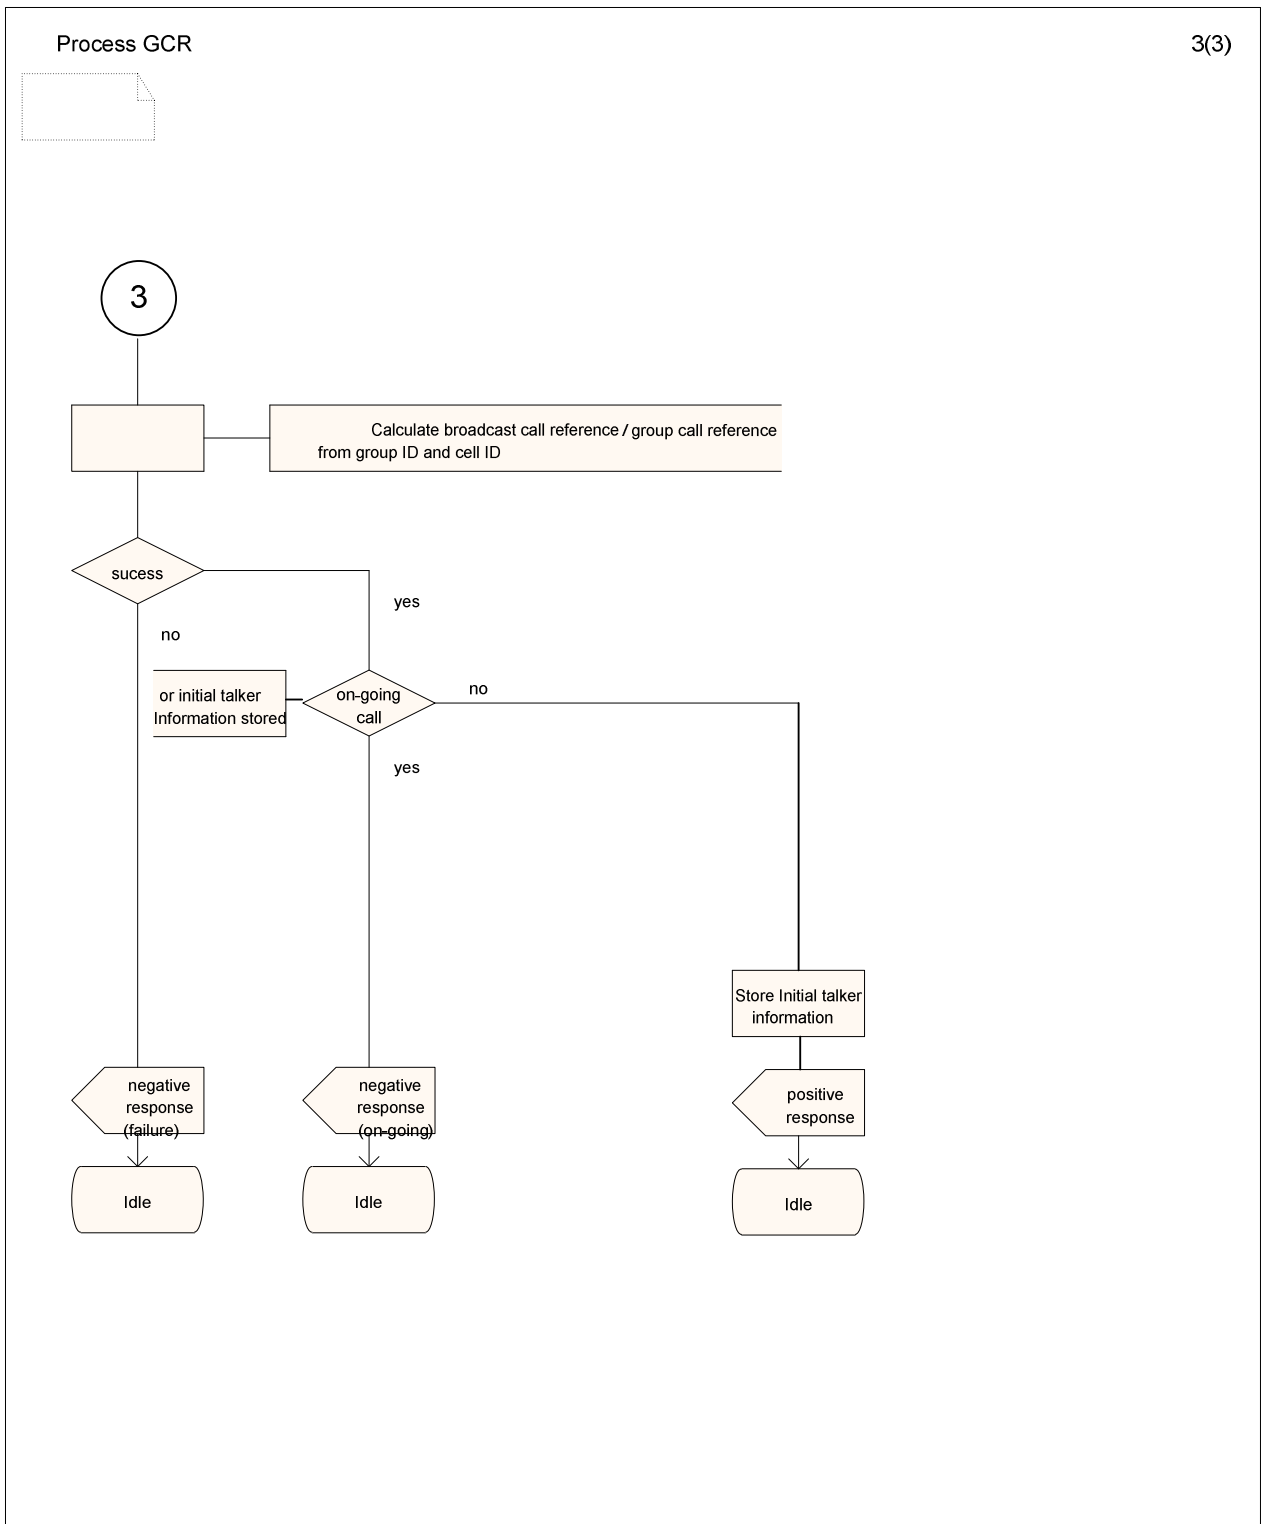 Process GCR
3(3)
3
Calculate broadcast call reference / group call reference
from group ID and cell ID
sucess
yes
no
or initial talker
Information stored
on-going
call
no
yes
Store Initial talker
information
negative
response
(failure)
negative
response
(on-going)
positive
response
Idle
Idle
Idle